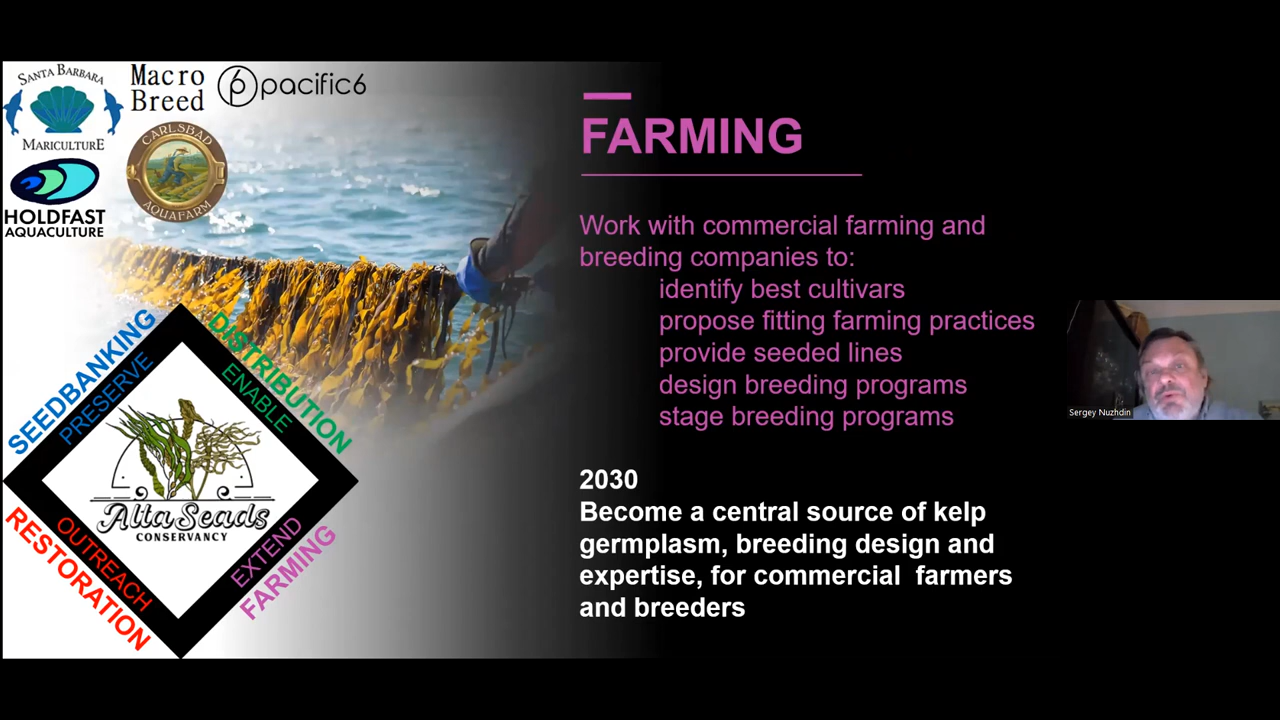 SANTA BARBARA
MARICULTURE
Macro
Breed
pacific6
CARLSBAD
AQUAFARM
HOLDFAST
AQUACULTURE
FARMING
Work with commercial farming and
breeding companies to:
identify best cultivars
propose fitting farming practices
provide seeded lines
design breeding programs
stage breeding programs
2030
Become a central source of kelp
germplasm, breeding design and
expertise, for commercial farmers
and breeders
SEEDBANKING
PRESERVE
DISTRIBUTION
ENABLE
AltaSeads
CONSERVANCY
RESTORATION
OUTREACH
EXTEND
FARMING
Sergey Nuzhdin